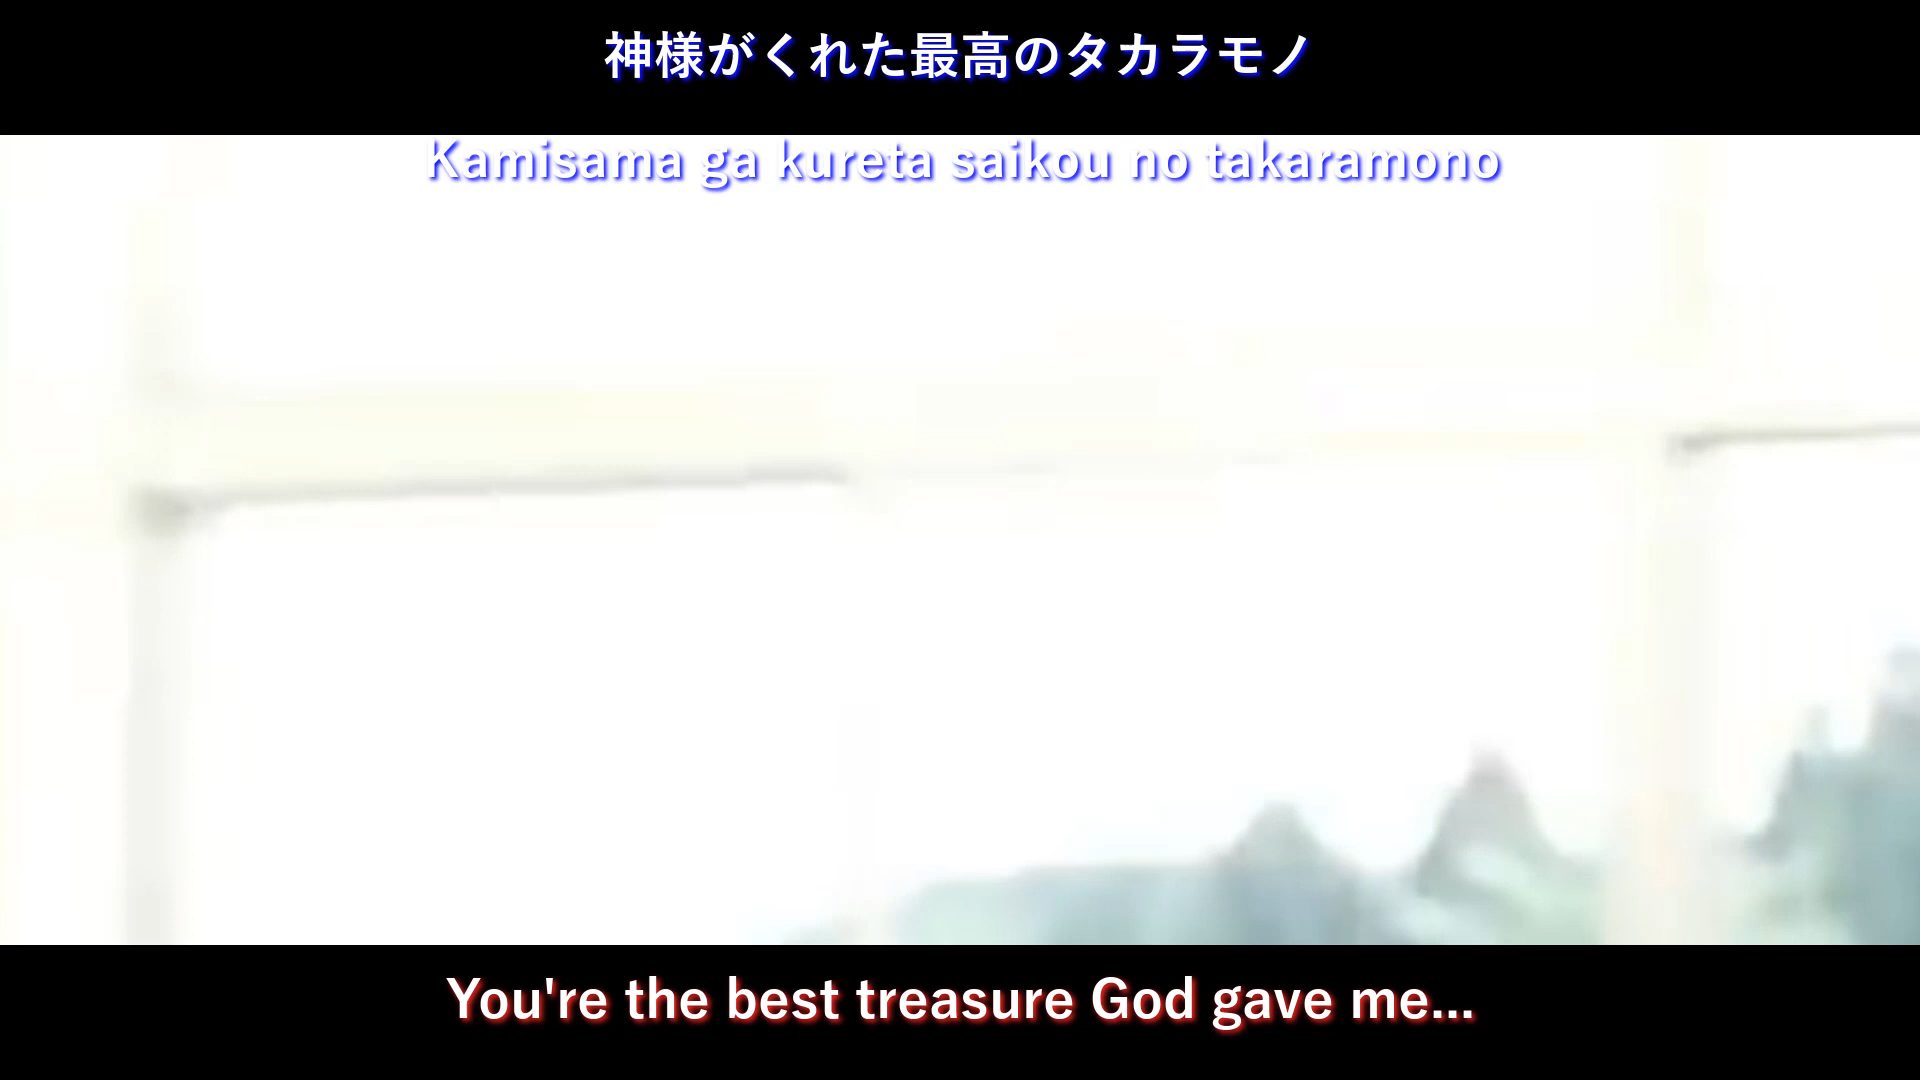 神様がくれた最高のタカラモノ
Kamisama ga kureta saikou no takaramono
You're the best treasure God gave me...